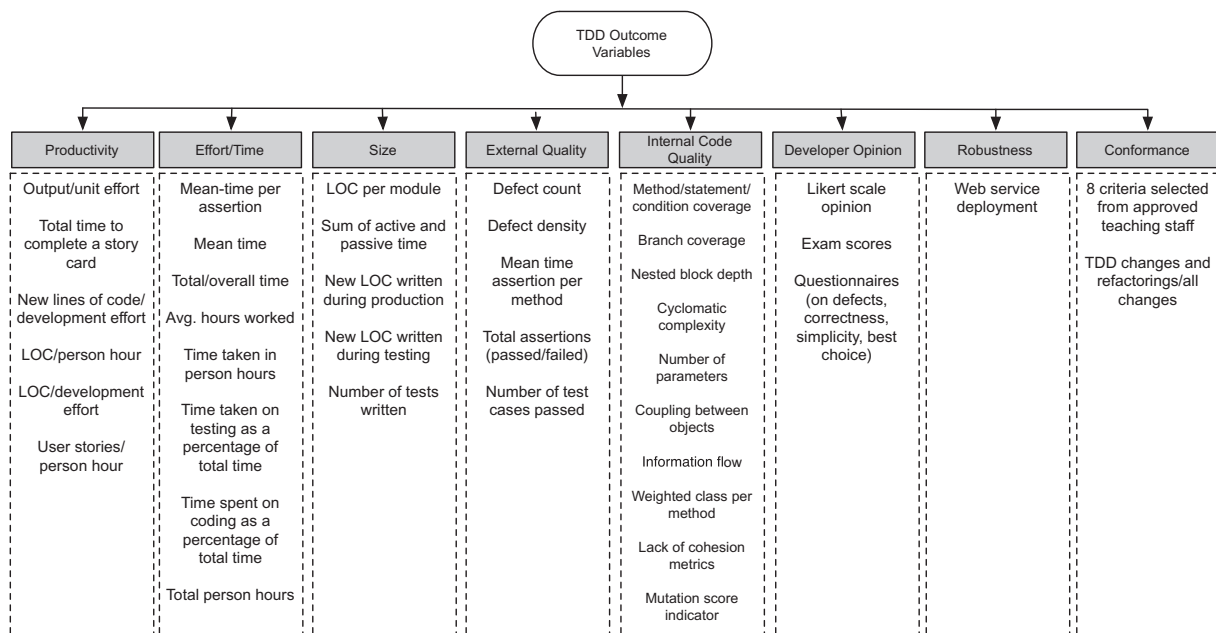 TDD Outcome
Variables
Productivity
Output/unit effort
Total time to
complete a story
card
New lines of code/
development effort
LOC/person hour
LOC/development
effort
User stories/
person hour
Effort/Time
Mean-time per
assertion
Mean time
Total/overall time
Avg. hours worked
Time taken in
person hours
Time taken on
testing as a
percentage of
total time
Time spent on
coding as a
percentage of
total time
Total person hours
Size
LOC per module
Sum of active and
passive time
New LOC written
during production
New LOC written
during testing
Number of tests
written
External Quality
Defect count
Defect density
Mean time
assertion per
method
Total assertions
(passed/failed)
Number of test
cases passed
Internal Code
Quality
Method/statement/
condition coverage
Branch coverage
Nested block depth
Cyclomatic
complexity
Number of
parameters
Coupling between
objects
Information flow
Weighted class per
method
Lack of cohesion
metrics
Mutation score
indicator
Developer Opinion
Likert scale
opinion
Exam scores
Questionnaires
(on defects,
correctness,
simplicity, best
choice)
Robustness
Web service
deployment
Conformance
8 criteria selected
from approved
teaching staff
TDD changes and
refactorings/all
changes